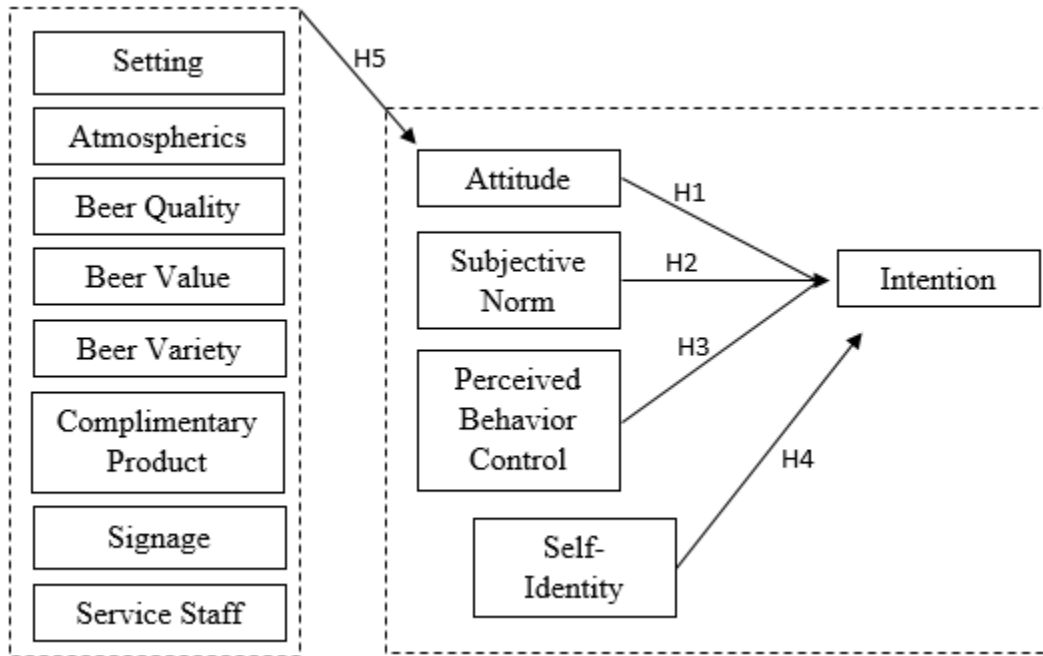 Setting
Atmospherics
Beer Quality
Beer Value
Beer Variety
Complimentary
Product
Signage
Service Staff
H5
Attitude
Subjective
Norm
Perceived
Behavior
Control
Self-
Identity
H1
H2
H3
H4
Intention